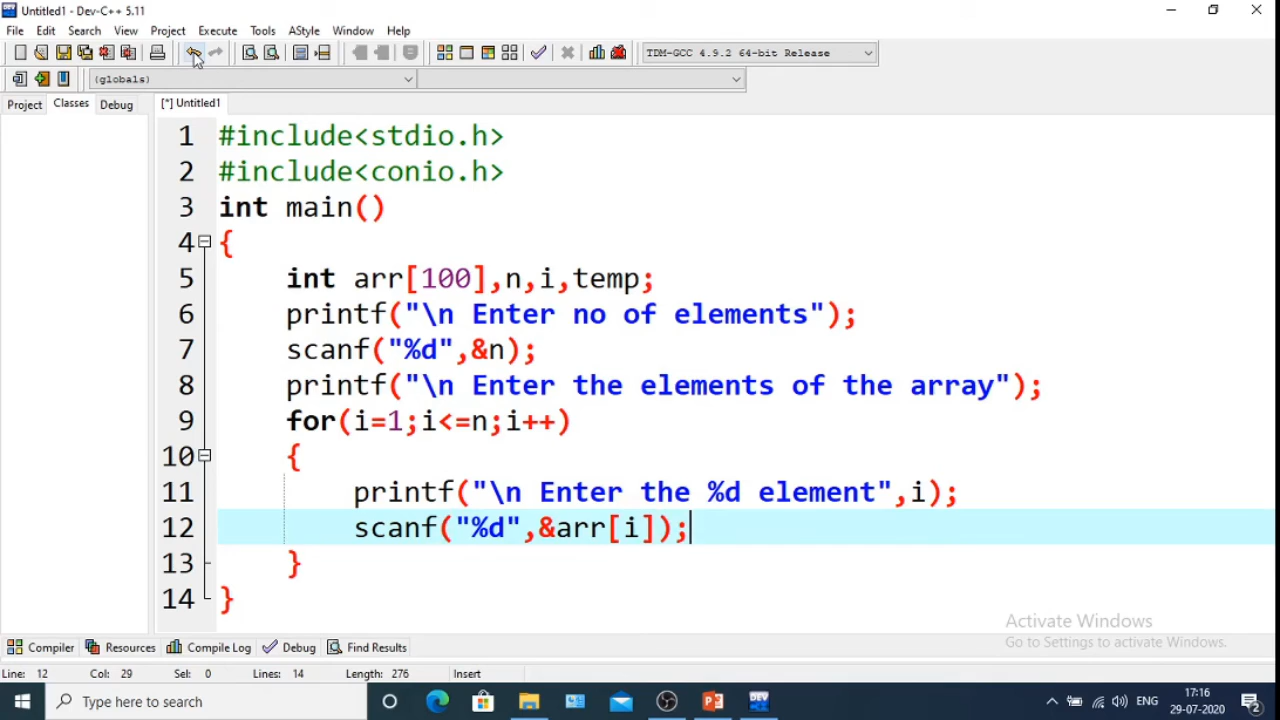 Untitled1 - Dev-C++ 5.11
File Edit Search View Project Execute Tools AStyle Window Help
TDM-GCC 4.9.2 64-bit Release
(globals)
Project Classes Debug [*] Untitled1
1 #include<stdio.h>
2 #include<conio.h>
3 int main()
4 {
5 int arr[100],n,i,temp;
6 printf("\n Enter no of elements");
7 scanf("%d",&n);
8 printf("\n Enter the elements of the array");
9 for(i=1;i<=n;i++)
10 {
11 printf("\n Enter the %d element",i);
12 scanf("%d",&arr[i]);
13 }
14 }
Activate Windows
Go to Settings to activate Windows.
Compiler Resources Compile Log Debug Find Results
Line: 12 Col: 29 Sel: 0 Lines: 14 Length: 276 Insert
Type here to search
DEV
ENG
17:16
29-07-2020
2